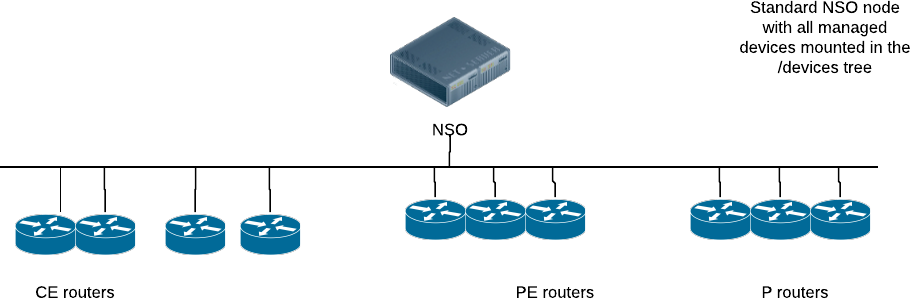 Standard NSO node
with all managed
devices mounted in the
/devices tree
NSO
CE routers
PE routers
P routers